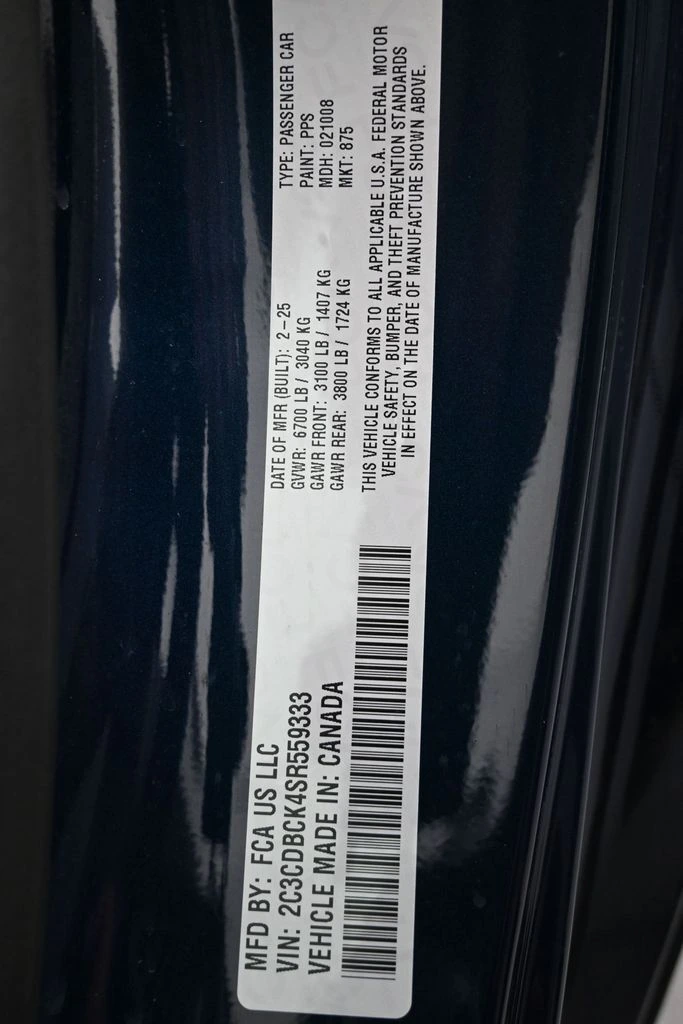 MFD BY: FCA US LLC
VIN: 2C3CDBCK4SR559333
VEHICLE MADE IN: CANADA
DATE OF MFR (BUILT): 2-25
GVWR: 6700 LB / 3040 KG
GAWR FRONT: 3100 LB / 1407 KG
GAWR REAR: 3800 LB / 1724 KG
TYPE: PASSENGER CAR
PAINT: PPS
MDH: 021008
MKT: 875
THIS VEHICLE CONFORMS TO ALL APPLICABLE U.S.A. FEDERAL MOTOR
VEHICLE SAFETY, BUMPER, AND THEFT PREVENTION STANDARDS
IN EFFECT ON THE DATE OF MANUFACTURE SHOWN ABOVE.